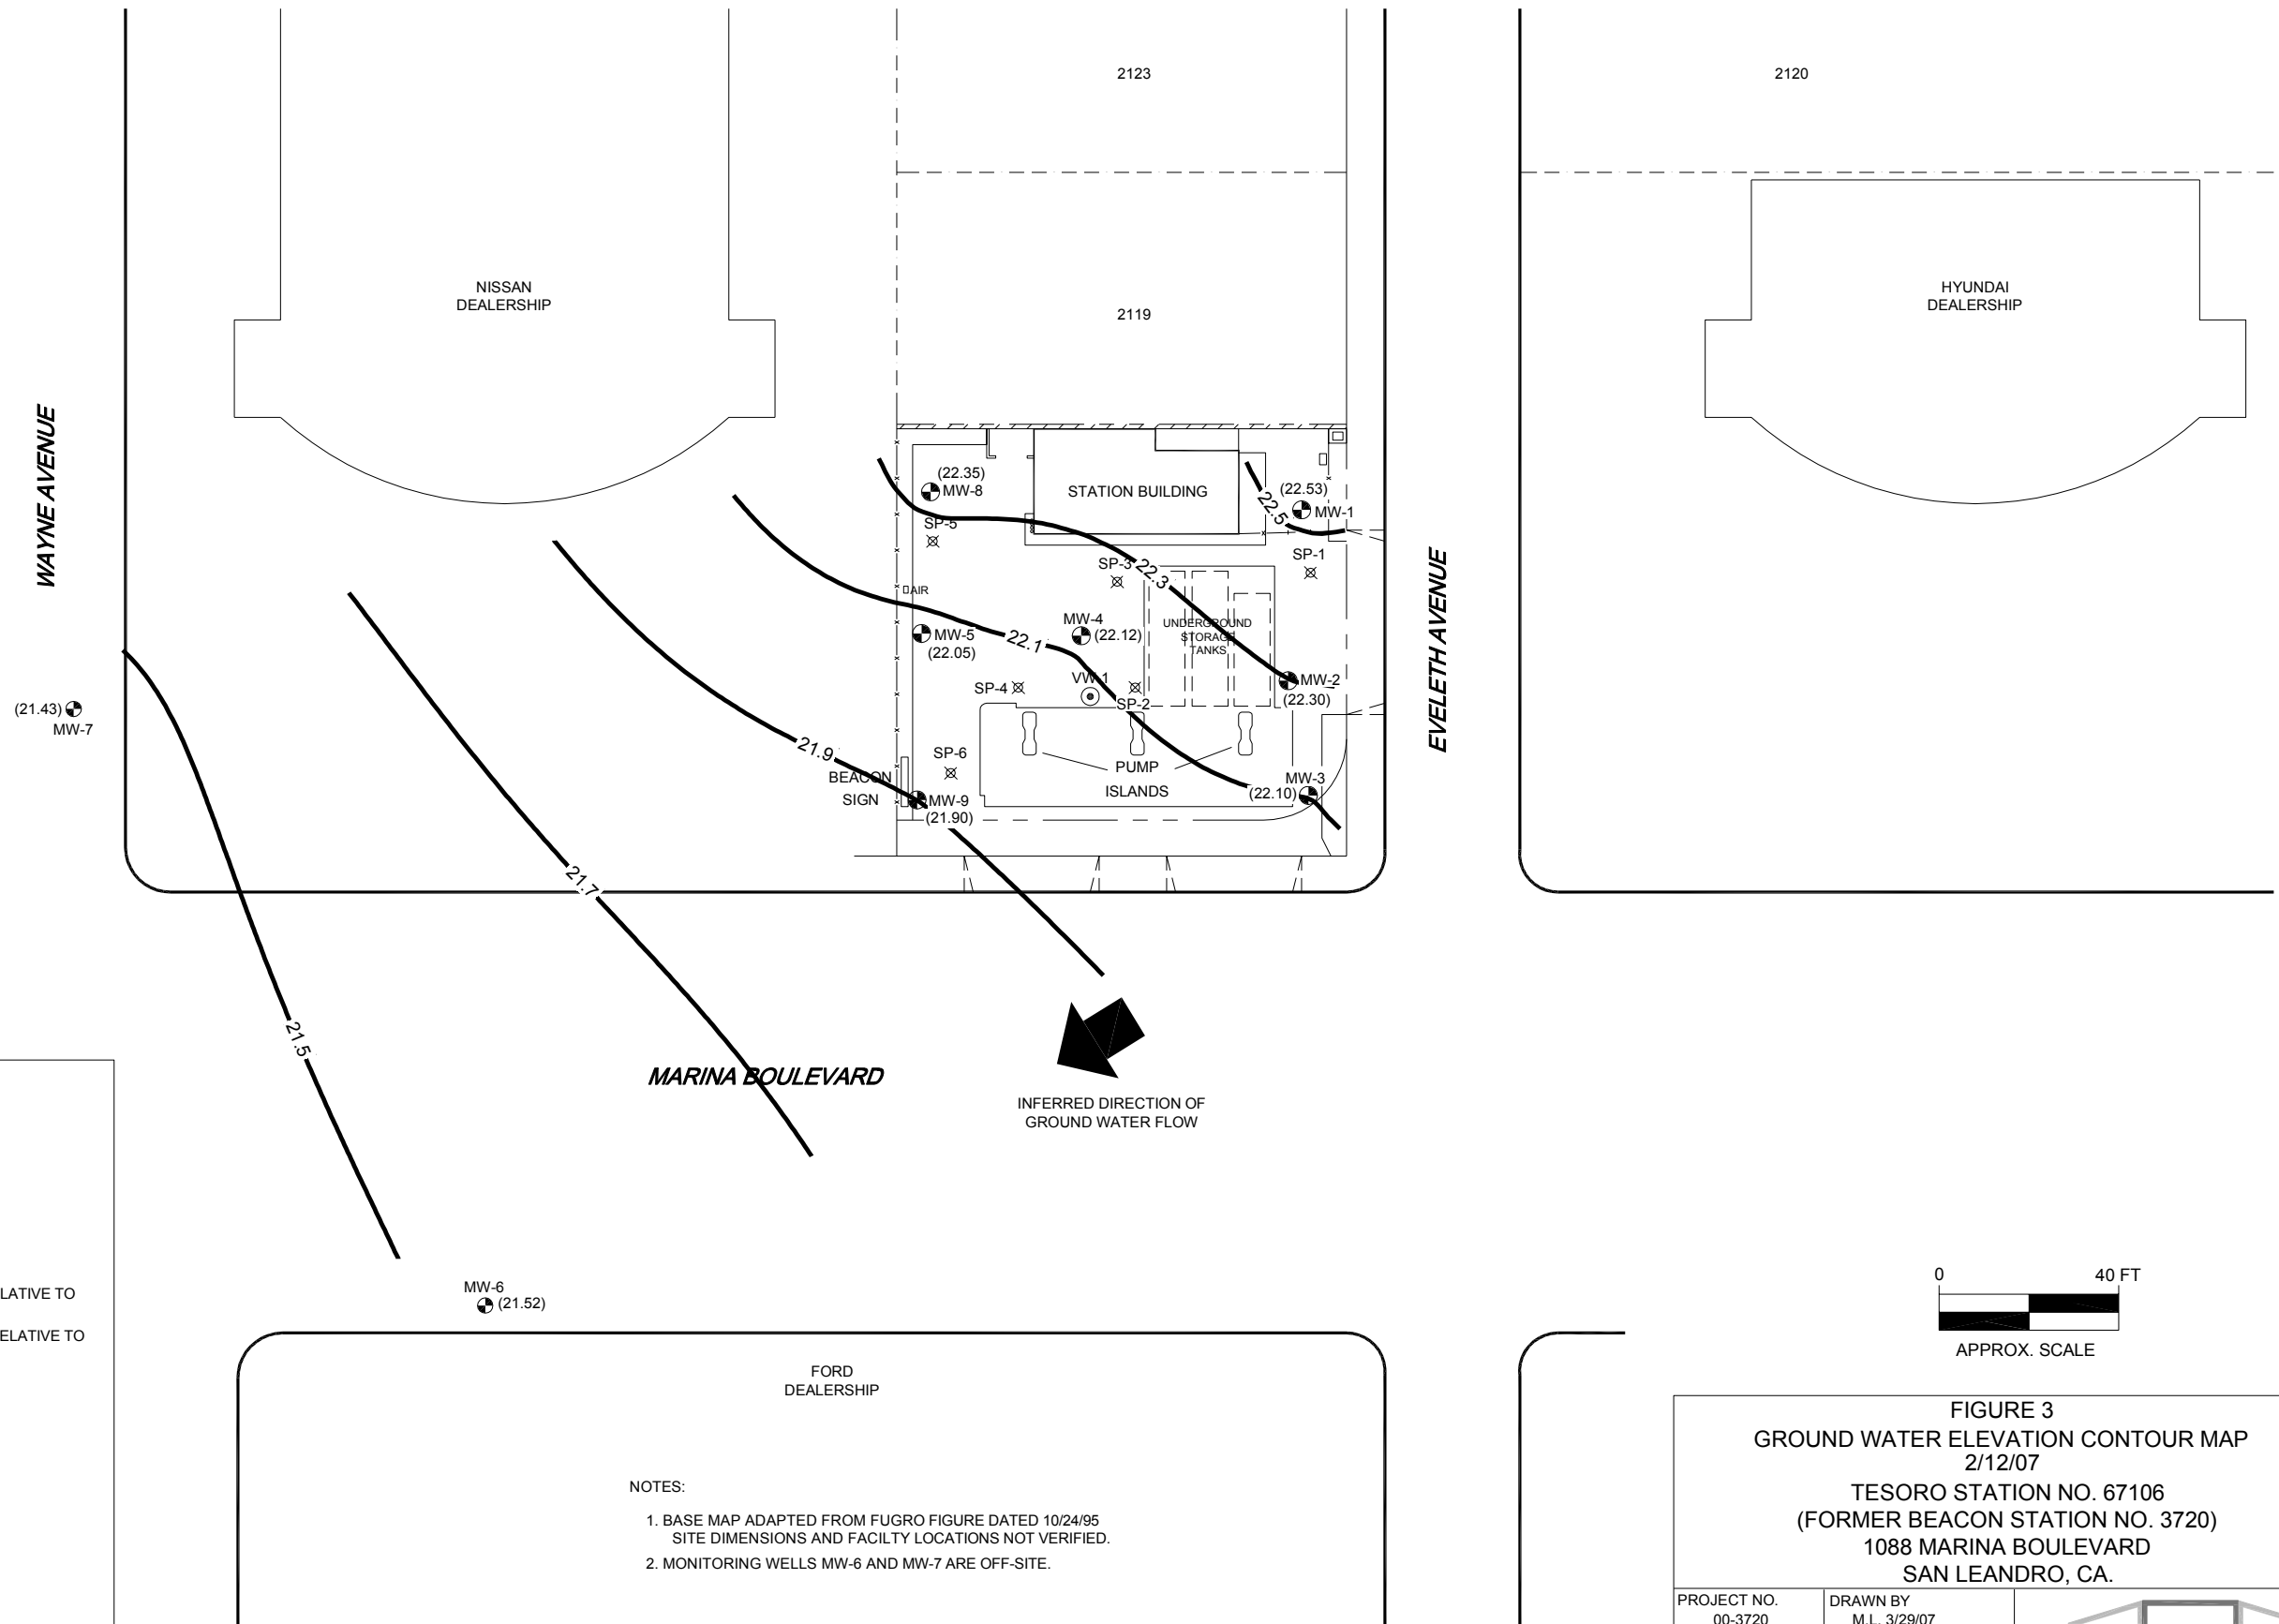 2123
2120
NISSAN
DEALERSHIP
HYUNDAI
DEALERSHIP
2119
WAYNE AVENUE
EVELETH AVENUE
(22.35)
MW-8
STATION BUILDING
(22.53)
MW-1
22.5
SP-5
SP-1
SP-3
22.3
AIR
MW-4
(22.12)
MW-5
(22.05)
22.1
UNDERGROUND
STORAGE
TANKS
VW-1
SP-4
SP-2
MW-2
(22.30)
(21.43)
MW-7
21.9
SP-6
BEACON
SIGN
PUMP
ISLANDS
MW-3
(22.10)
MW-9
(21.90)
21.7
21.5
MARINA BOULEVARD
INFERRED DIRECTION OF
GROUND WATER FLOW
LATIVE TO
ELATIVE TO
MW-6
(21.52)
0 40 FT
APPROX. SCALE
FORD
DEALERSHIP
NOTES:
1. BASE MAP ADAPTED FROM FUGRO FIGURE DATED 10/24/95
SITE DIMENSIONS AND FACILTY LOCATIONS NOT VERIFIED.
2. MONITORING WELLS MW-6 AND MW-7 ARE OFF-SITE.
FIGURE 3
GROUND WATER ELEVATION CONTOUR MAP
2/12/07
TESORO STATION NO. 67106
(FORMER BEACON STATION NO. 3720)
1088 MARINA BOULEVARD
SAN LEANDRO, CA.
PROJECT NO.
00-3720
DRAWN BY
M.L. 3/29/07